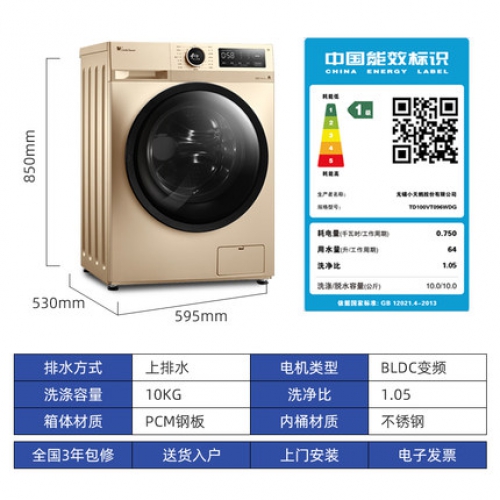 中国能效标识
CHINA ENERGY LABEL
耗能低
1
2
3
4
5
1级
耗能高
生产者名称: 无锡小天鹅股份有限公司
规格型号: TD100VT096WDG
耗电量(千瓦时/工作周期) 0.750
用水量(升/工作周期) 64
洗净比 1.05
洗涤/脱水容量(公斤) 10.0/10.0
依据国家标准: GB 12021.4-2013
850mm
530mm
595mm
排水方式 上排水 电机类型 BLDC变频
洗涤容量 10KG 洗净比 1.05
箱体材质 PCM钢板 内桶材质 不锈钢
全国3年包修 送货入户 上门安装 电子发票